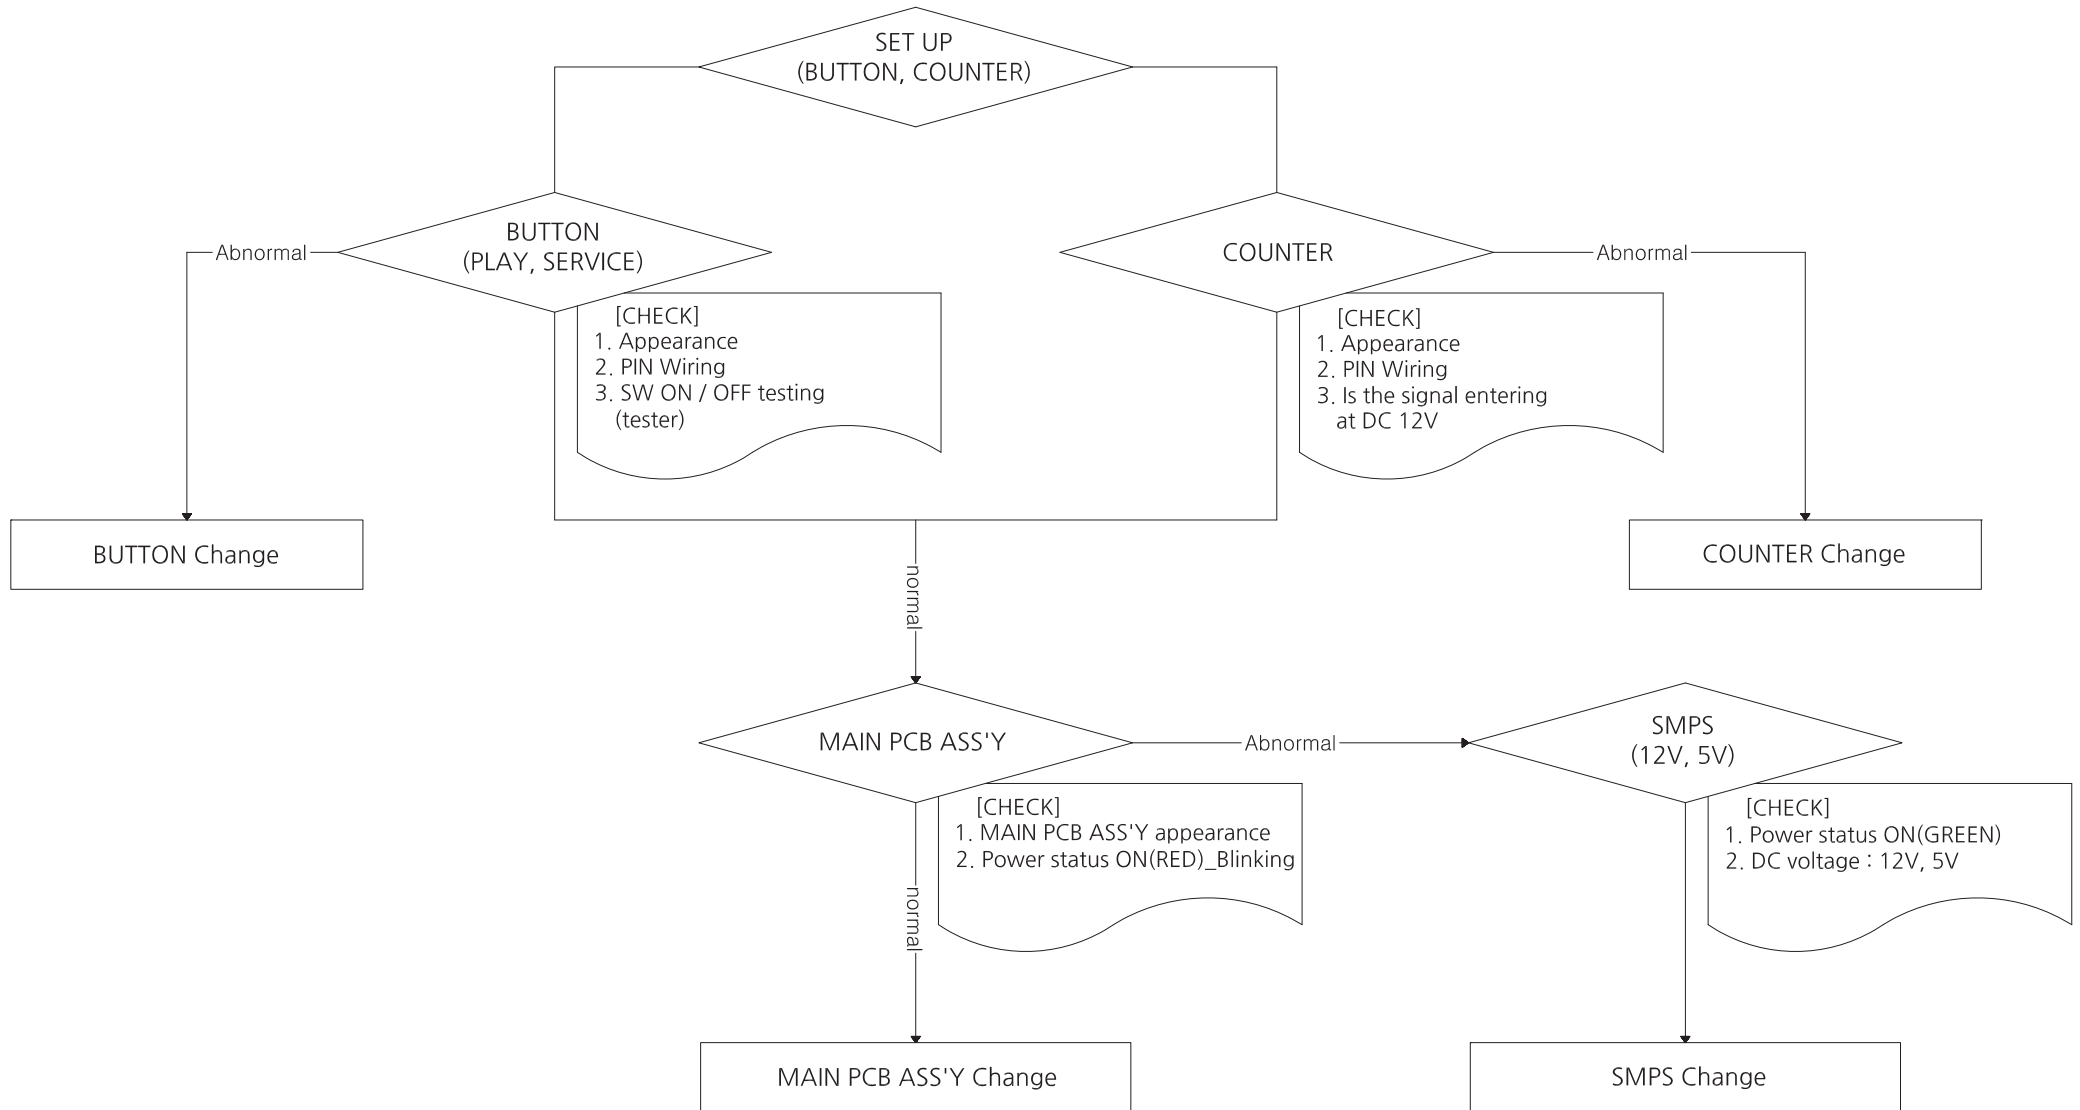 SET UP
(BUTTON, COUNTER)
BUTTON
(PLAY, SERVICE)
Abnormal
COUNTER
Abnormal
[CHECK]
1. Appearance
2. PIN Wiring
3. SW ON / OFF testing
(tester)
[CHECK]
1. Appearance
2. PIN Wiring
3. Is the signal entering
at DC 12V
BUTTON Change
COUNTER Change
normal
MAIN PCB ASS'Y
Abnormal
SMPS
(12V, 5V)
[CHECK]
1. MAIN PCB ASS'Y appearance
2. Power status ON(RED)_Blinking
[CHECK]
1. Power status ON(GREEN)
2. DC voltage : 12V, 5V
normal
MAIN PCB ASS'Y Change
SMPS Change